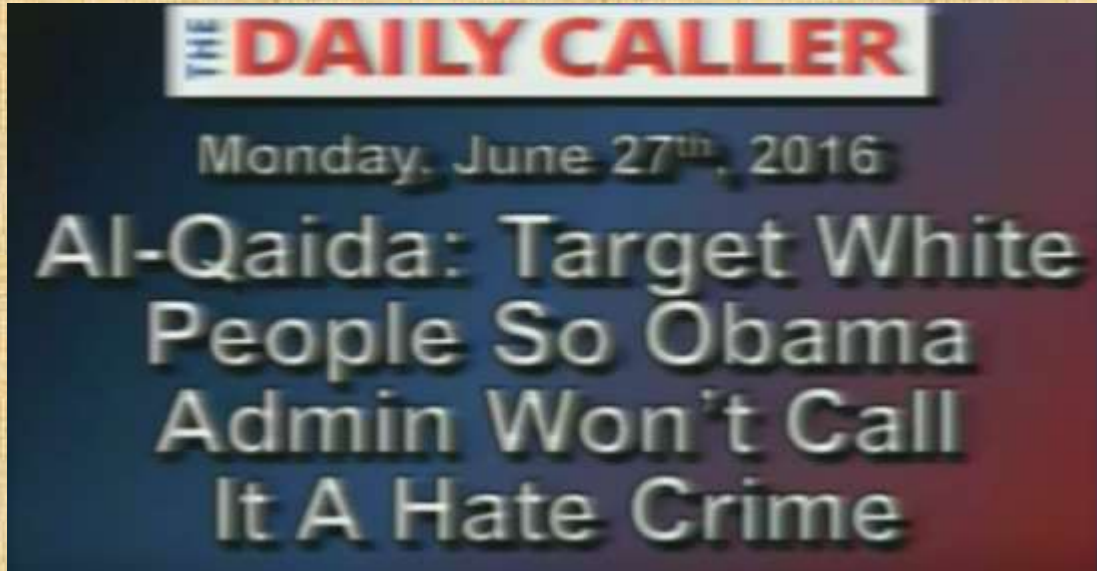 THE DAILY CALLER
Monday, June 27th, 2016
Al-Qaida: Target White
People So Obama
Admin Won't Call
It A Hate Crime